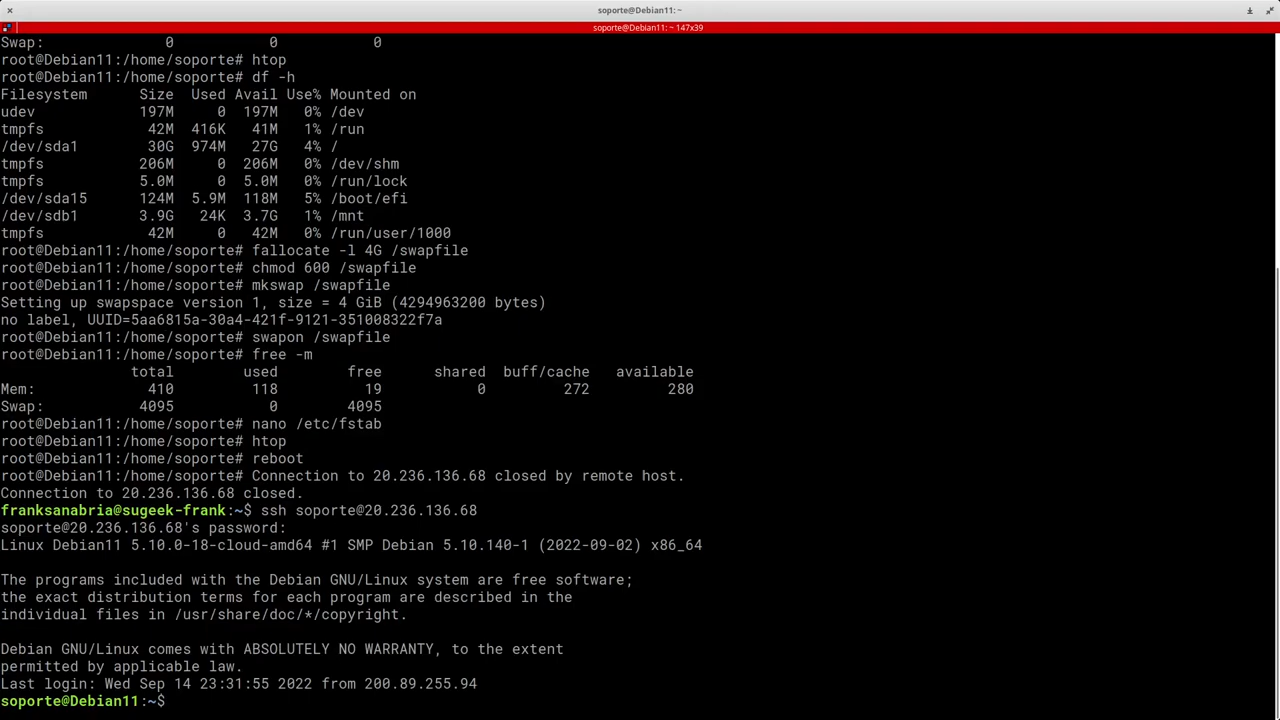 soporte@Debian11: ~
soporte@Debian11: ~ 147x39
Swap: 0 0 0
root@Debian11:/home/soporte# htop
root@Debian11:/home/soporte# df -h
Filesystem Size Used Avail Use% Mounted on
udev 197M 0 197M 0% /dev
tmpfs 42M 416K 41M 1% /run
/dev/sda1 30G 974M 27G 4% /
tmpfs 206M 0 206M 0% /dev/shm
tmpfs 5.0M 0 5.0M 0% /run/lock
/dev/sda15 124M 5.9M 118M 5% /boot/efi
/dev/sdb1 3.9G 24K 3.7G 1% /mnt
tmpfs 42M 0 42M 0% /run/user/1000
root@Debian11:/home/soporte# fallocate -l 4G /swapfile
root@Debian11:/home/soporte# chmod 600 /swapfile
root@Debian11:/home/soporte# mkswap /swapfile
Setting up swapspace version 1, size = 4 GiB (4294963200 bytes)
no label, UUID=5aa6815a-30a4-421f-9121-351008322f7a
root@Debian11:/home/soporte# swapon /swapfile
root@Debian11:/home/soporte# free -m
total used free shared buff/cache available
Mem: 410 118 19 0 272 280
Swap: 4095 0 4095
root@Debian11:/home/soporte# nano /etc/fstab
root@Debian11:/home/soporte# htop
root@Debian11:/home/soporte# reboot
root@Debian11:/home/soporte# Connection to 20.236.136.68 closed by remote host.
Connection to 20.236.136.68 closed.
franksanabria@sugeek-frank:~$ ssh soporte@20.236.136.68
soporte@20.236.136.68's password:
Linux Debian11 5.10.0-18-cloud-amd64 #1 SMP Debian 5.10.140-1 (2022-09-02) x86_64
The programs included with the Debian GNU/Linux system are free software;
the exact distribution terms for each program are described in the
individual files in /usr/share/doc/*/copyright.
Debian GNU/Linux comes with ABSOLUTELY NO WARRANTY, to the extent
permitted by applicable law.
Last login: Wed Sep 14 23:31:55 2022 from 200.89.255.94
soporte@Debian11:~$